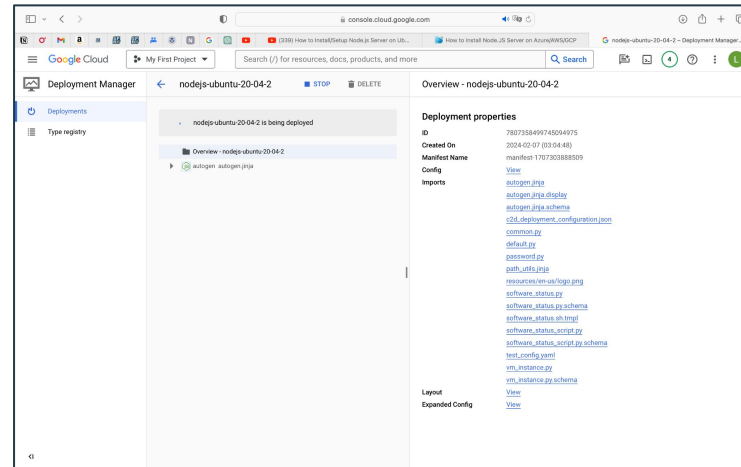 console.cloud.google.com
(339) How to Install/Setup Node.js Server on Ub...
How to Install Node.JS Server on Azure/AWS/GCP
nodejs-ubuntu-20-04-2 – Deployment Manager...
Google Cloud
My First Project
Search (/) for resources, docs, products, and more
Search
4
L
Deployment Manager
nodejs-ubuntu-20-04-2
STOP
DELETE
Overview - nodejs-ubuntu-20-04-2
Deployments
Type registry
nodejs-ubuntu-20-04-2 is being deployed
Overview - nodejs-ubuntu-20-04-2
autogen autogen.jinja
Deployment properties
ID 7807358499745094975
Created On 2024-02-07 (03:04:48)
Manifest Name manifest-1707303888509
Config View
Imports autogen.jinja
autogen.jinja.display
autogen.jinja.schema
c2d_deployment_configuration.json
common.py
default.py
password.py
path_utils.jinja
resources/en-us/logo.png
software_status.py
software_status.py.schema
software_status.sh.tmpl
software_status_script.py
software_status_script.py.schema
test_config.yaml
vm_instance.py
vm_instance.py.schema
Layout View
Expanded Config View